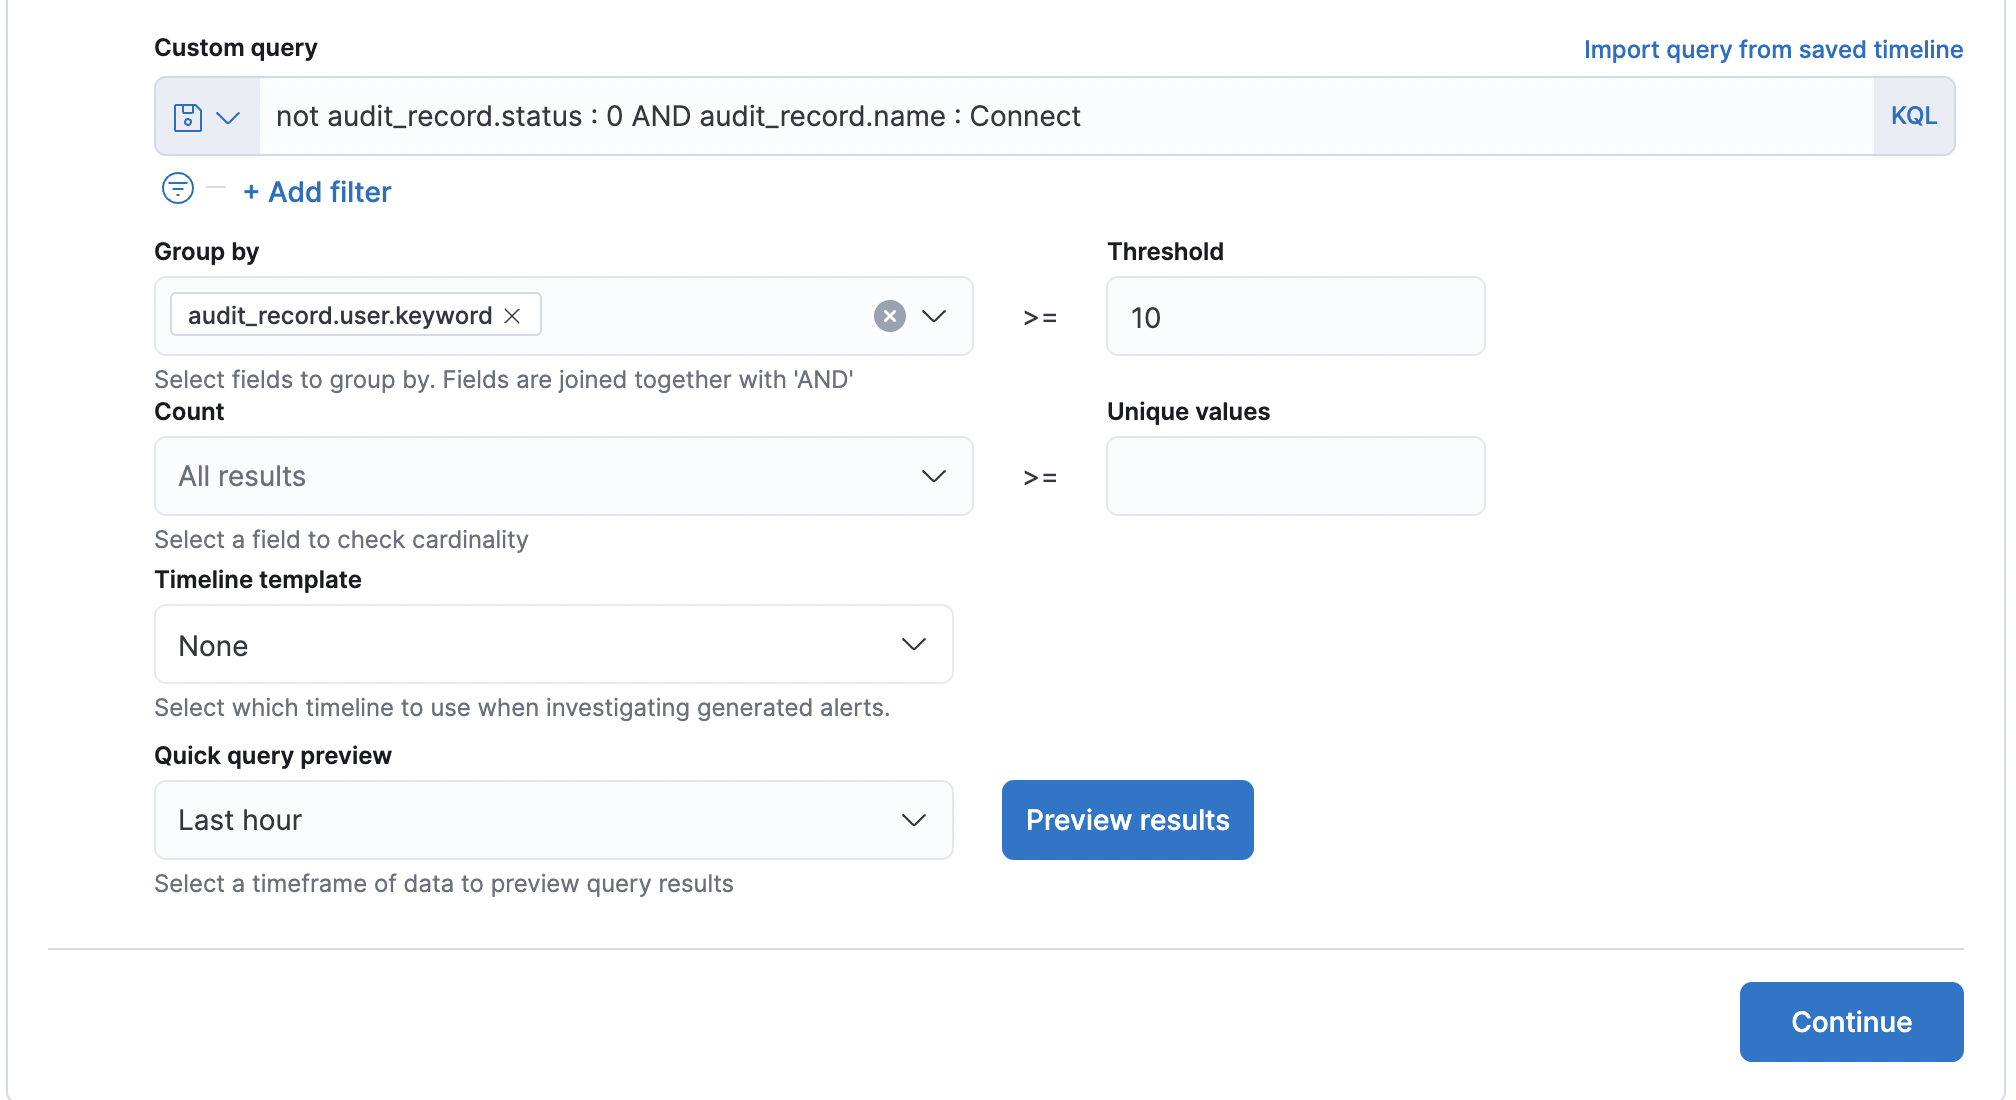 Custom query
Import query from saved timeline
not audit_record.status : 0 AND audit_record.name : Connect
KQL
+ Add filter
Group by
Threshold
audit_record.user.keyword
>=
10
Select fields to group by. Fields are joined together with 'AND'
Count
Unique values
All results
>=
Select a field to check cardinality
Timeline template
None
Select which timeline to use when investigating generated alerts.
Quick query preview
Last hour
Preview results
Select a timeframe of data to preview query results
Continue